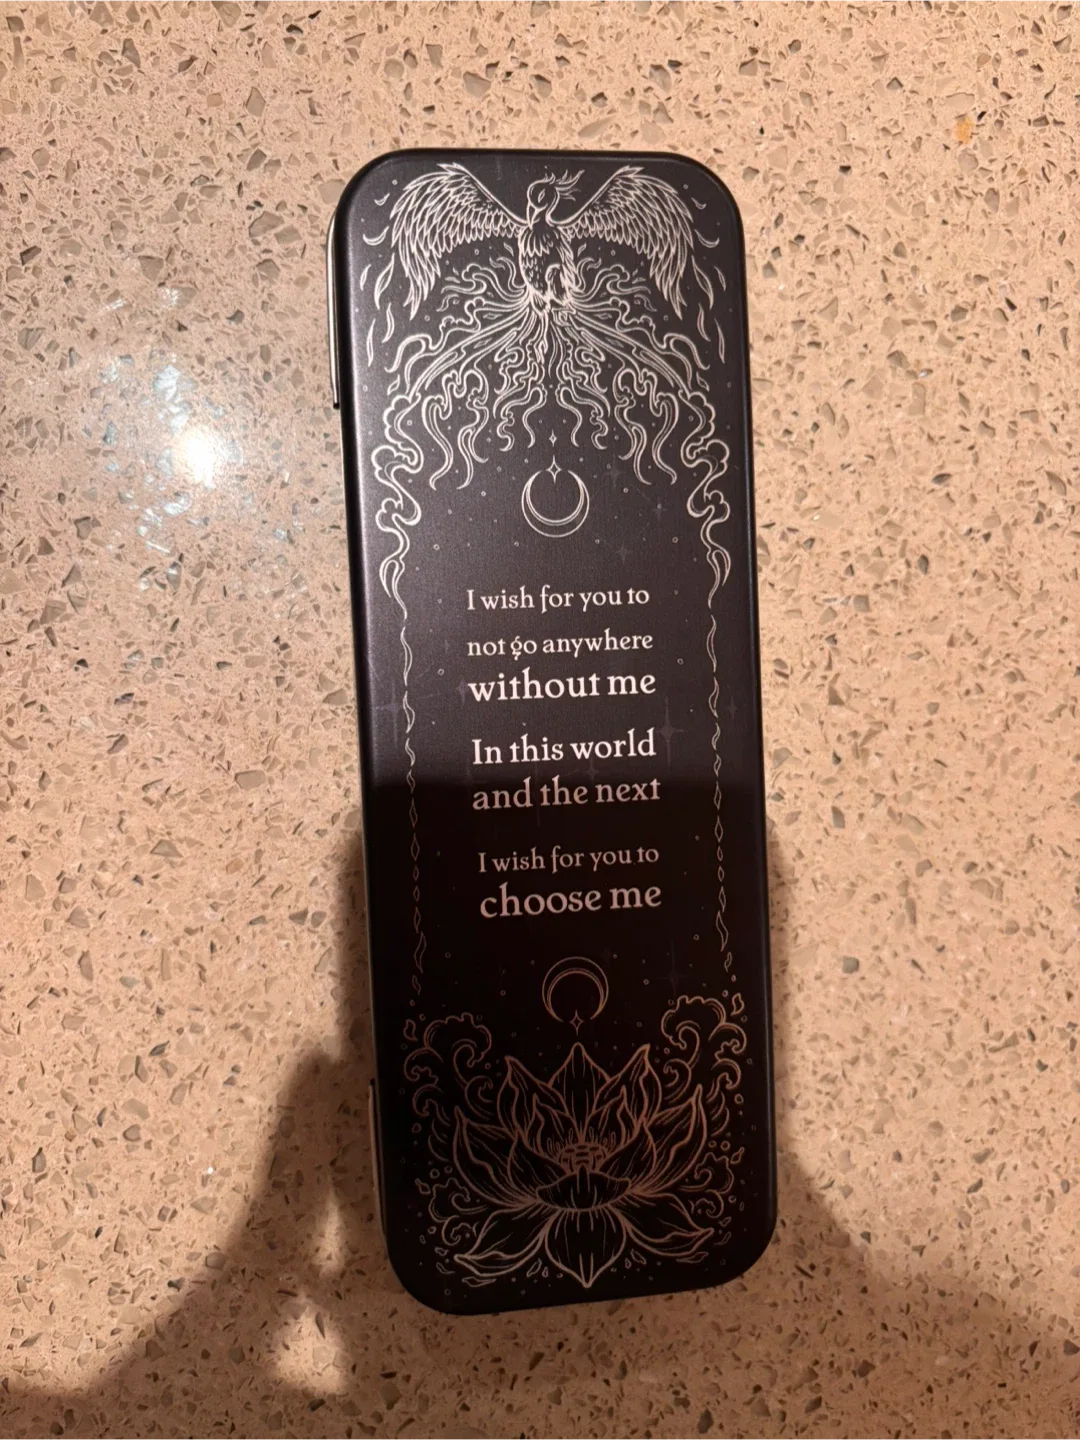 I wish for you to
not go anywhere
without me
In this world
and the next
I wish for you to
choose me